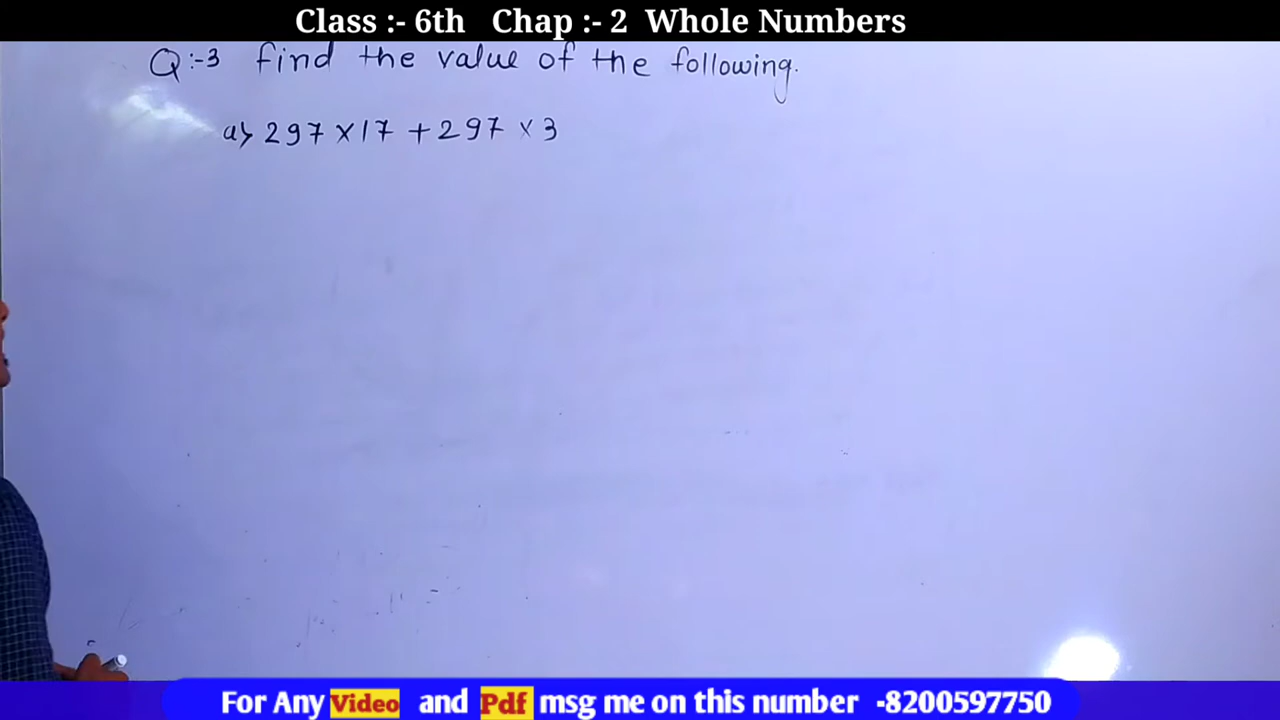 Class :- 6th Chap :- 2 Whole Numbers
Q:-3 find the value of the following.
a> 297 × 17 + 297 × 3
For Any Video and Pdf msg me on this number -8200597750